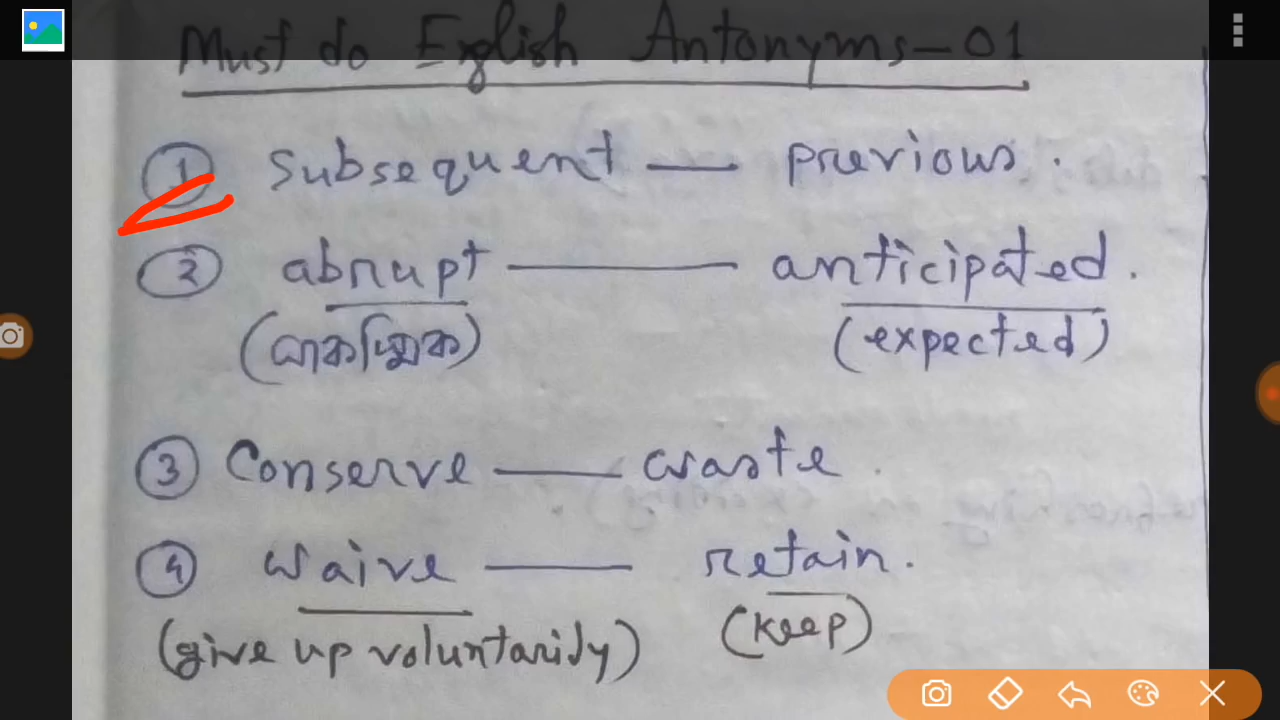 Must do English Antonyms-01
① subsequent — previous.
② abrupt — anticipated.
(আকস্মিক) (expected)
③ Conserve — waste.
④ waive — retain.
(give up voluntarily) (keep)